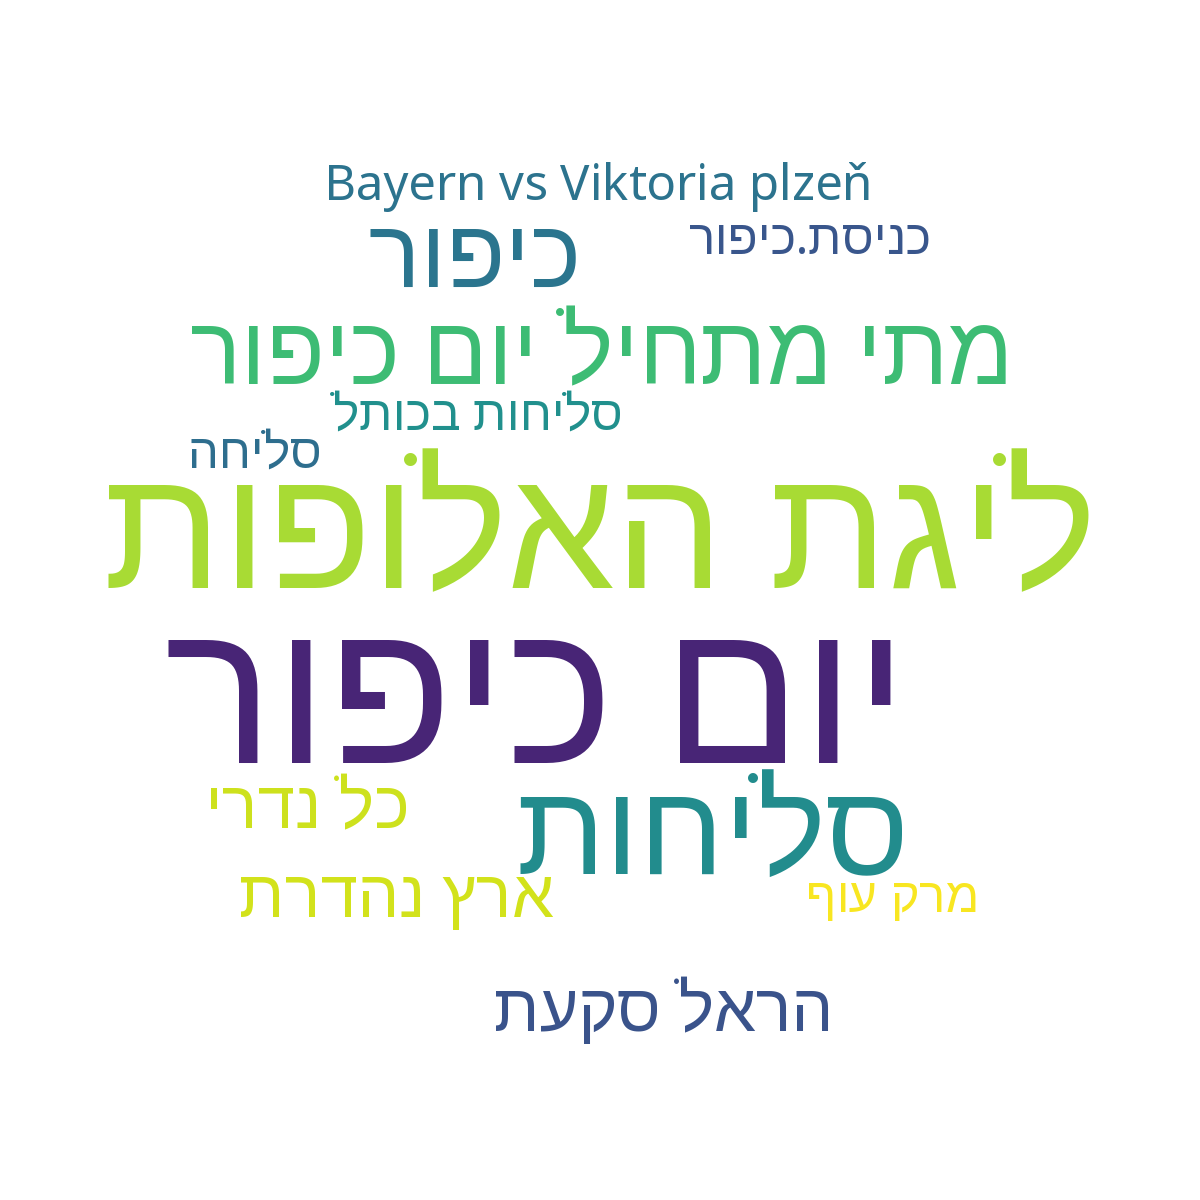 Bayern vs Viktoria plzeň
כיפור
כניסת.כיפור
מתי מתחיל יום כיפור
סליחות בכותל
סליחה
ליגת האלופות
יום כיפור
כל נדרי
סליחות
ארץ נהדרת
מרק עוף
הראל סקעת